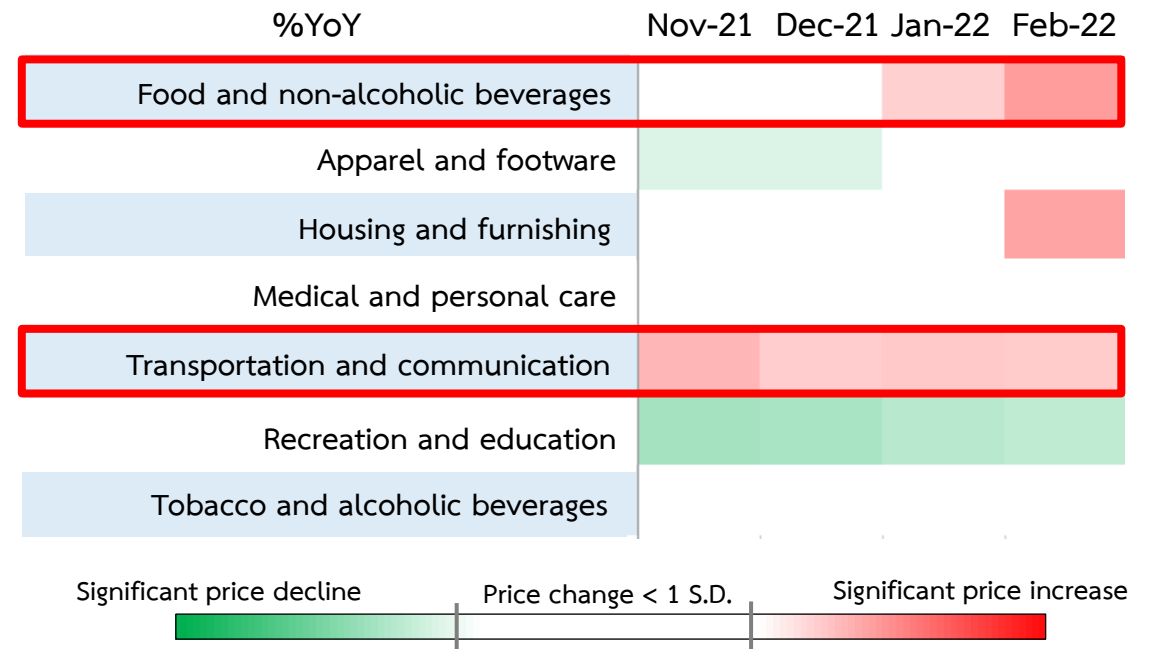 %YoY Nov-21 Dec-21 Jan-22 Feb-22
Food and non-alcoholic beverages
Apparel and footware
Housing and furnishing
Medical and personal care
Transportation and communication
Recreation and education
Tobacco and alcoholic beverages
Significant price decline Price change < 1 S.D. Significant price increase